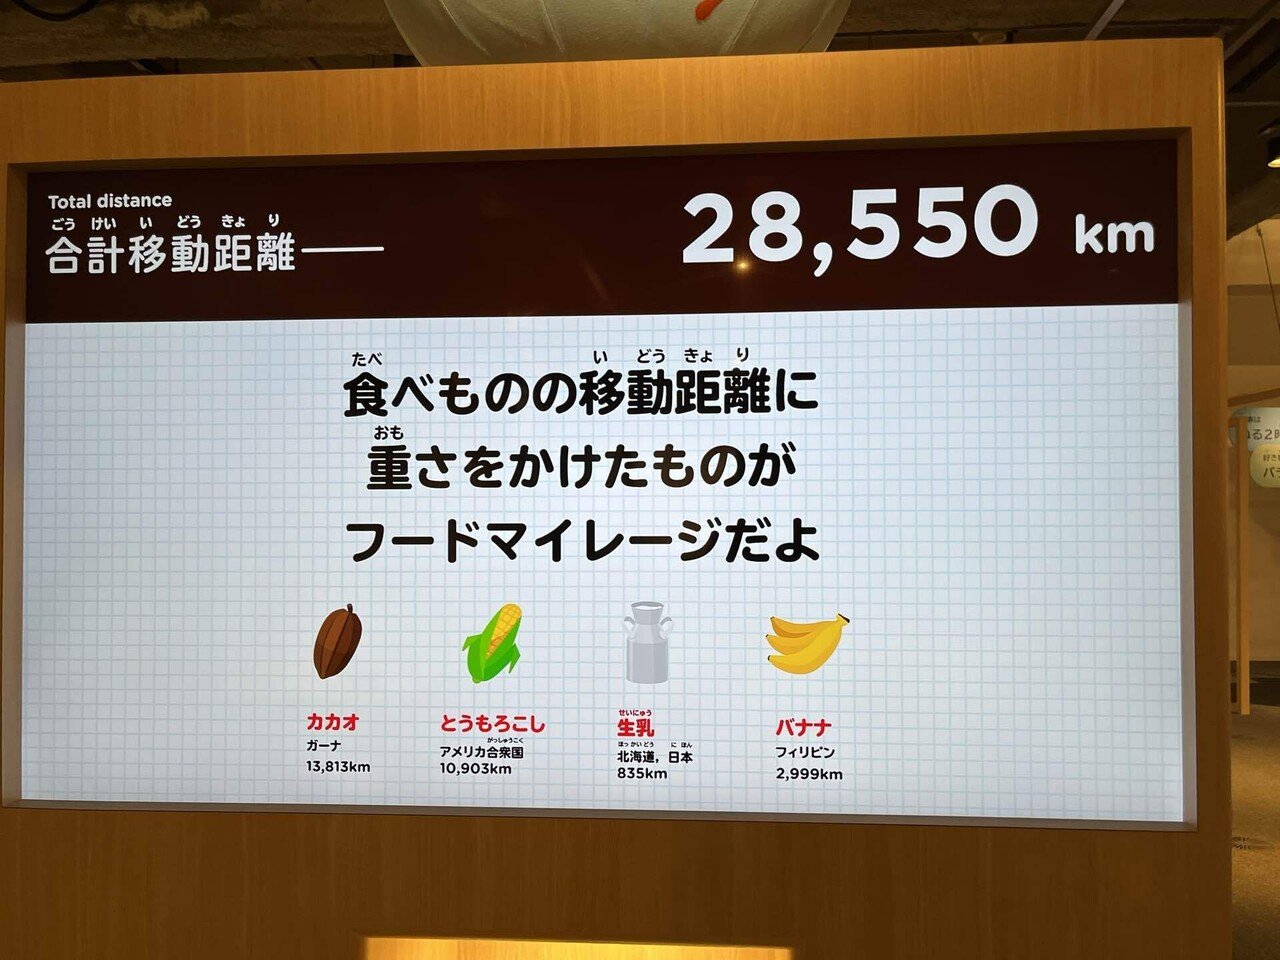 Total distance
ごう けい い どう きょ り
合計移動距離
28,550 km
たべ い どう きょ り
食べものの移動距離に
おも
重さをかけたものが
フードマイレージだよ
カカオ
ガーナ
13,813km
とうもろこし
がっしゅうこく
アメリカ合衆国
10,903km
せいにゅう
生乳
ほっかいどう にほん
北海道，日本
835km
バナナ
フィリピン
2,999km